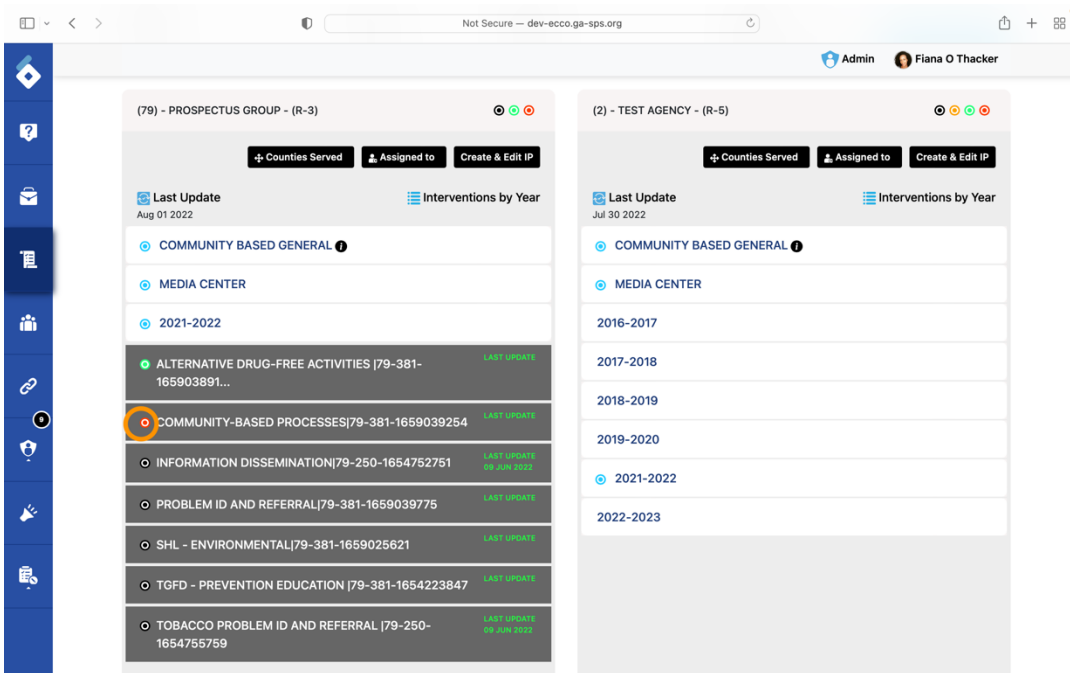 Not Secure — dev-ecco.ga-sps.org
Admin
Fiana O Thacker
(79) - PROSPECTUS GROUP - (R-3)
Counties Served
Assigned to
Create & Edit IP
Last Update
Interventions by Year
Aug 01 2022
COMMUNITY BASED GENERAL i
MEDIA CENTER
2021-2022
ALTERNATIVE DRUG-FREE ACTIVITIES |79-381-
165903891...
LAST UPDATE
COMMUNITY-BASED PROCESSES|79-381-1659039254
LAST UPDATE
INFORMATION DISSEMINATION|79-250-1654752751
LAST UPDATE
09 JUN 2022
PROBLEM ID AND REFERRAL|79-381-1659039775
LAST UPDATE
SHL - ENVIRONMENTAL|79-381-1659025621
LAST UPDATE
TGFD - PREVENTION EDUCATION |79-381-1654223847
LAST UPDATE
TOBACCO PROBLEM ID AND REFERRAL |79-250-
1654755759
LAST UPDATE
09 JUN 2022
(2) - TEST AGENCY - (R-5)
Counties Served
Assigned to
Create & Edit IP
Last Update
Interventions by Year
Jul 30 2022
COMMUNITY BASED GENERAL i
MEDIA CENTER
2016-2017
2017-2018
2018-2019
2019-2020
2021-2022
2022-2023
?
9